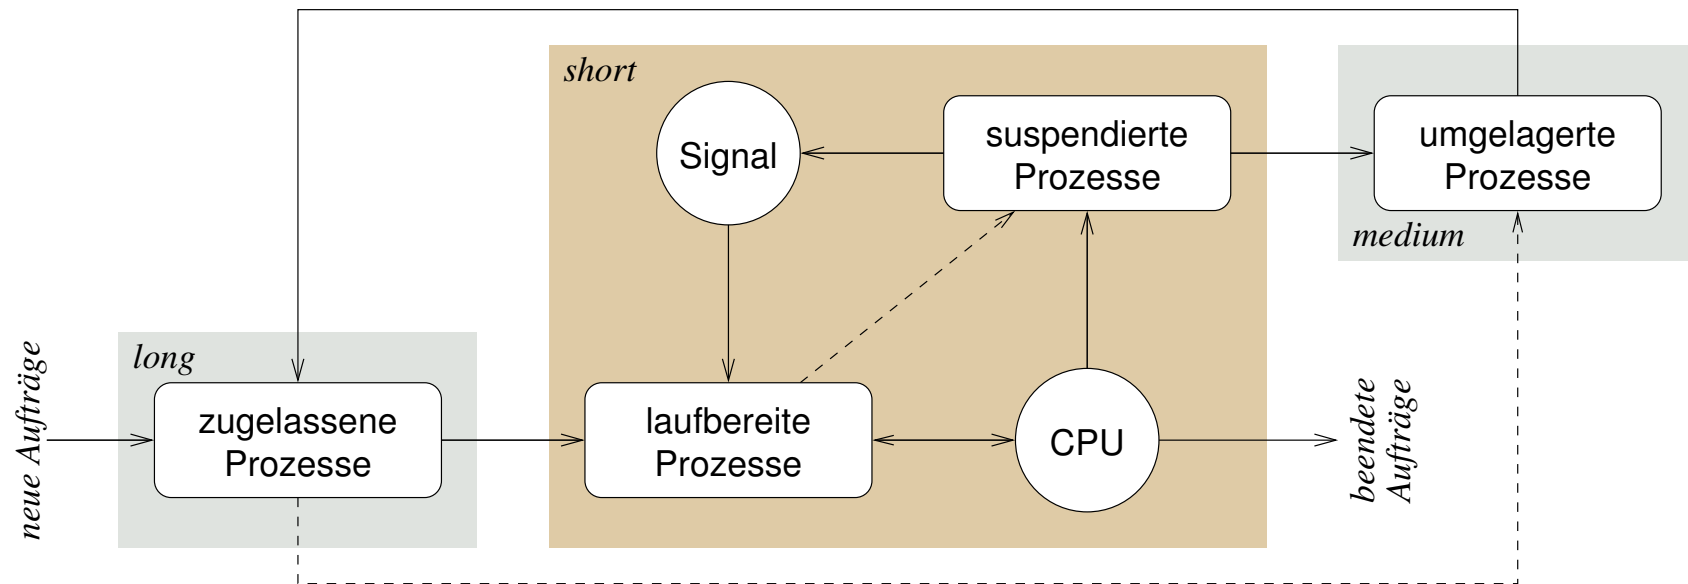 short
Signal
suspendierte
Prozesse
umgelagerte
Prozesse
medium
long
neue Aufträge
zugelassene
Prozesse
laufbereite
Prozesse
CPU
beendete
Aufträge